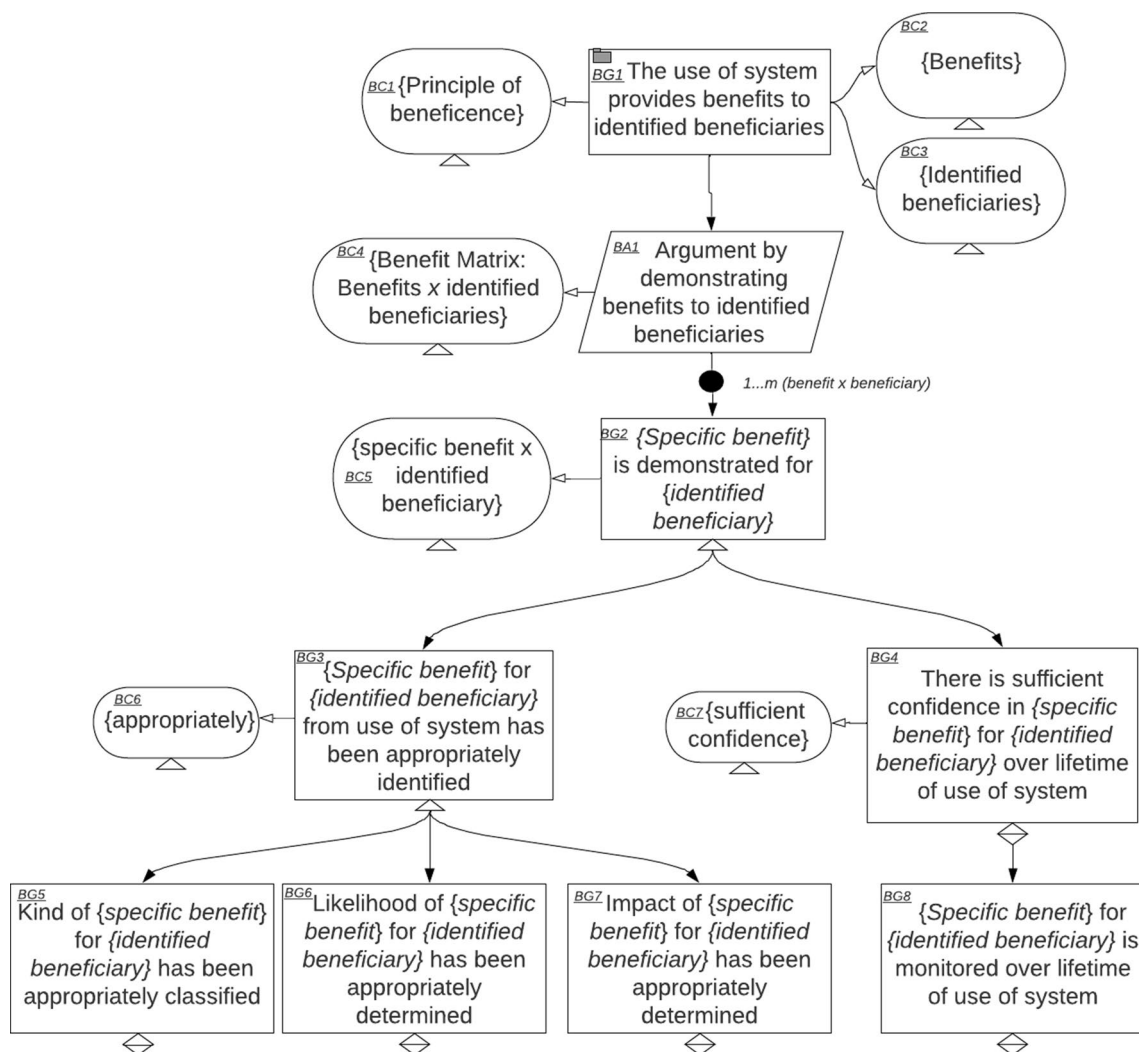 BC1 {Principle of
beneficence}
BG1 The use of system
provides benefits to
identified beneficiaries
BC2
{Benefits}
BC3
{Identified
beneficiaries}
BC4
{Benefit Matrix:
Benefits x identified
beneficiaries}
BA1 Argument by
demonstrating
benefits to identified
beneficiaries
1...m (benefit x beneficiary)
{specific benefit x
BC5 identified
beneficiary}
BG2 {Specific benefit}
is demonstrated for
{identified
beneficiary}
BC6
{appropriately}
BG3 {Specific benefit} for
{identified beneficiary}
from use of system has
been appropriately
identified
BC7 {sufficient
confidence}
BG4
There is sufficient
confidence in {specific
benefit} for {identified
beneficiary} over lifetime
of use of system
BG5
Kind of {specific benefit}
for {identified
beneficiary} has been
appropriately classified
BG6 Likelihood of {specific
benefit} for {identified
beneficiary} has been
appropriately
determined
BG7 Impact of {specific
benefit} for {identified
beneficiary} has been
appropriately
determined
BG8
{Specific benefit} for
{identified beneficiary} is
monitored over lifetime
of use of system